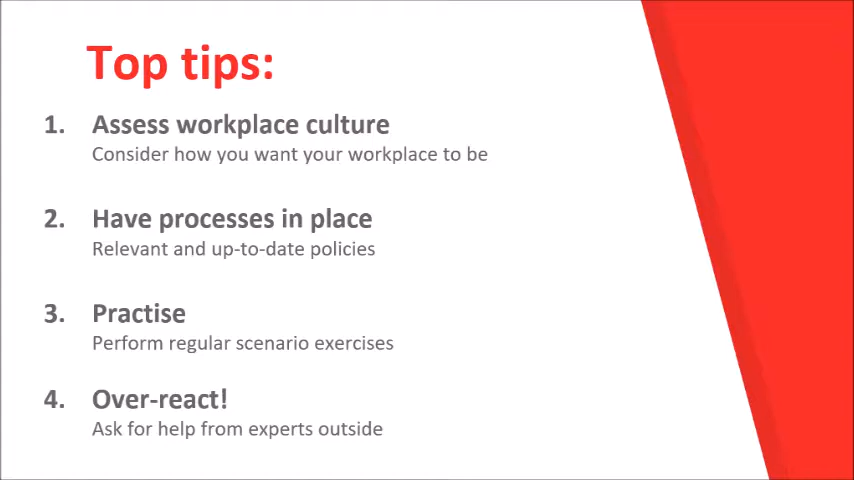 Top tips:
1. Assess workplace culture
Consider how you want your workplace to be
2. Have processes in place
Relevant and up-to-date policies
3. Practise
Perform regular scenario exercises
4. Over-react!
Ask for help from experts outside